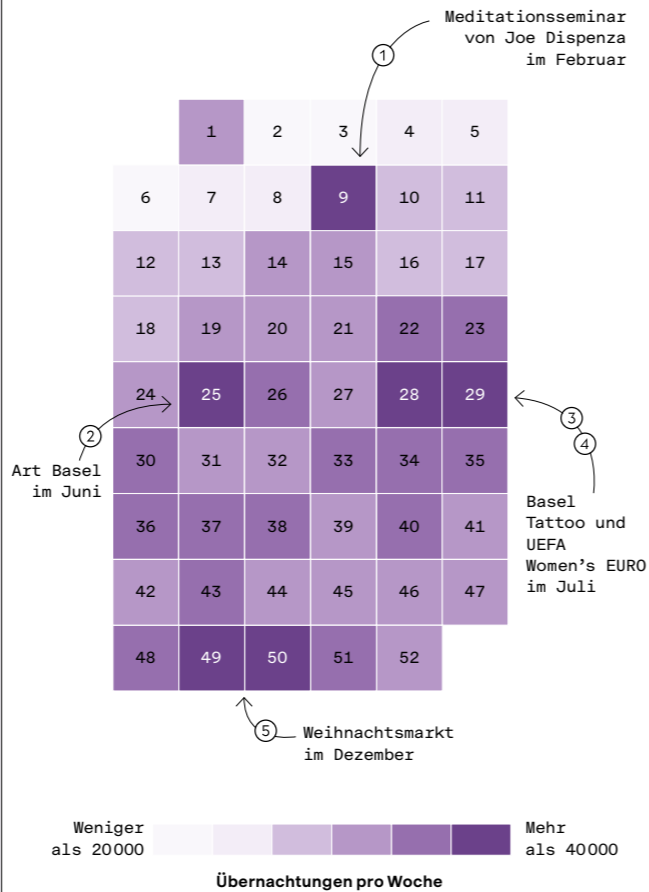 Meditationsseminar
von Joe Dispenza
im Februar
1
1 2 3 4 5
6 7 8 9 10 11
12 13 14 15 16 17
18 19 20 21 22 23
24 25 26 27 28 29
3
4
2
Art Basel
im Juni
30 31 32 33 34 35
36 37 38 39 40 41
Basel
Tattoo und
UEFA
Women's EURO
im Juli
42 43 44 45 46 47
48 49 50 51 52
5
Weihnachtsmarkt
im Dezember
Weniger
als 20 000
Mehr
als 40 000
Übernachtungen pro Woche